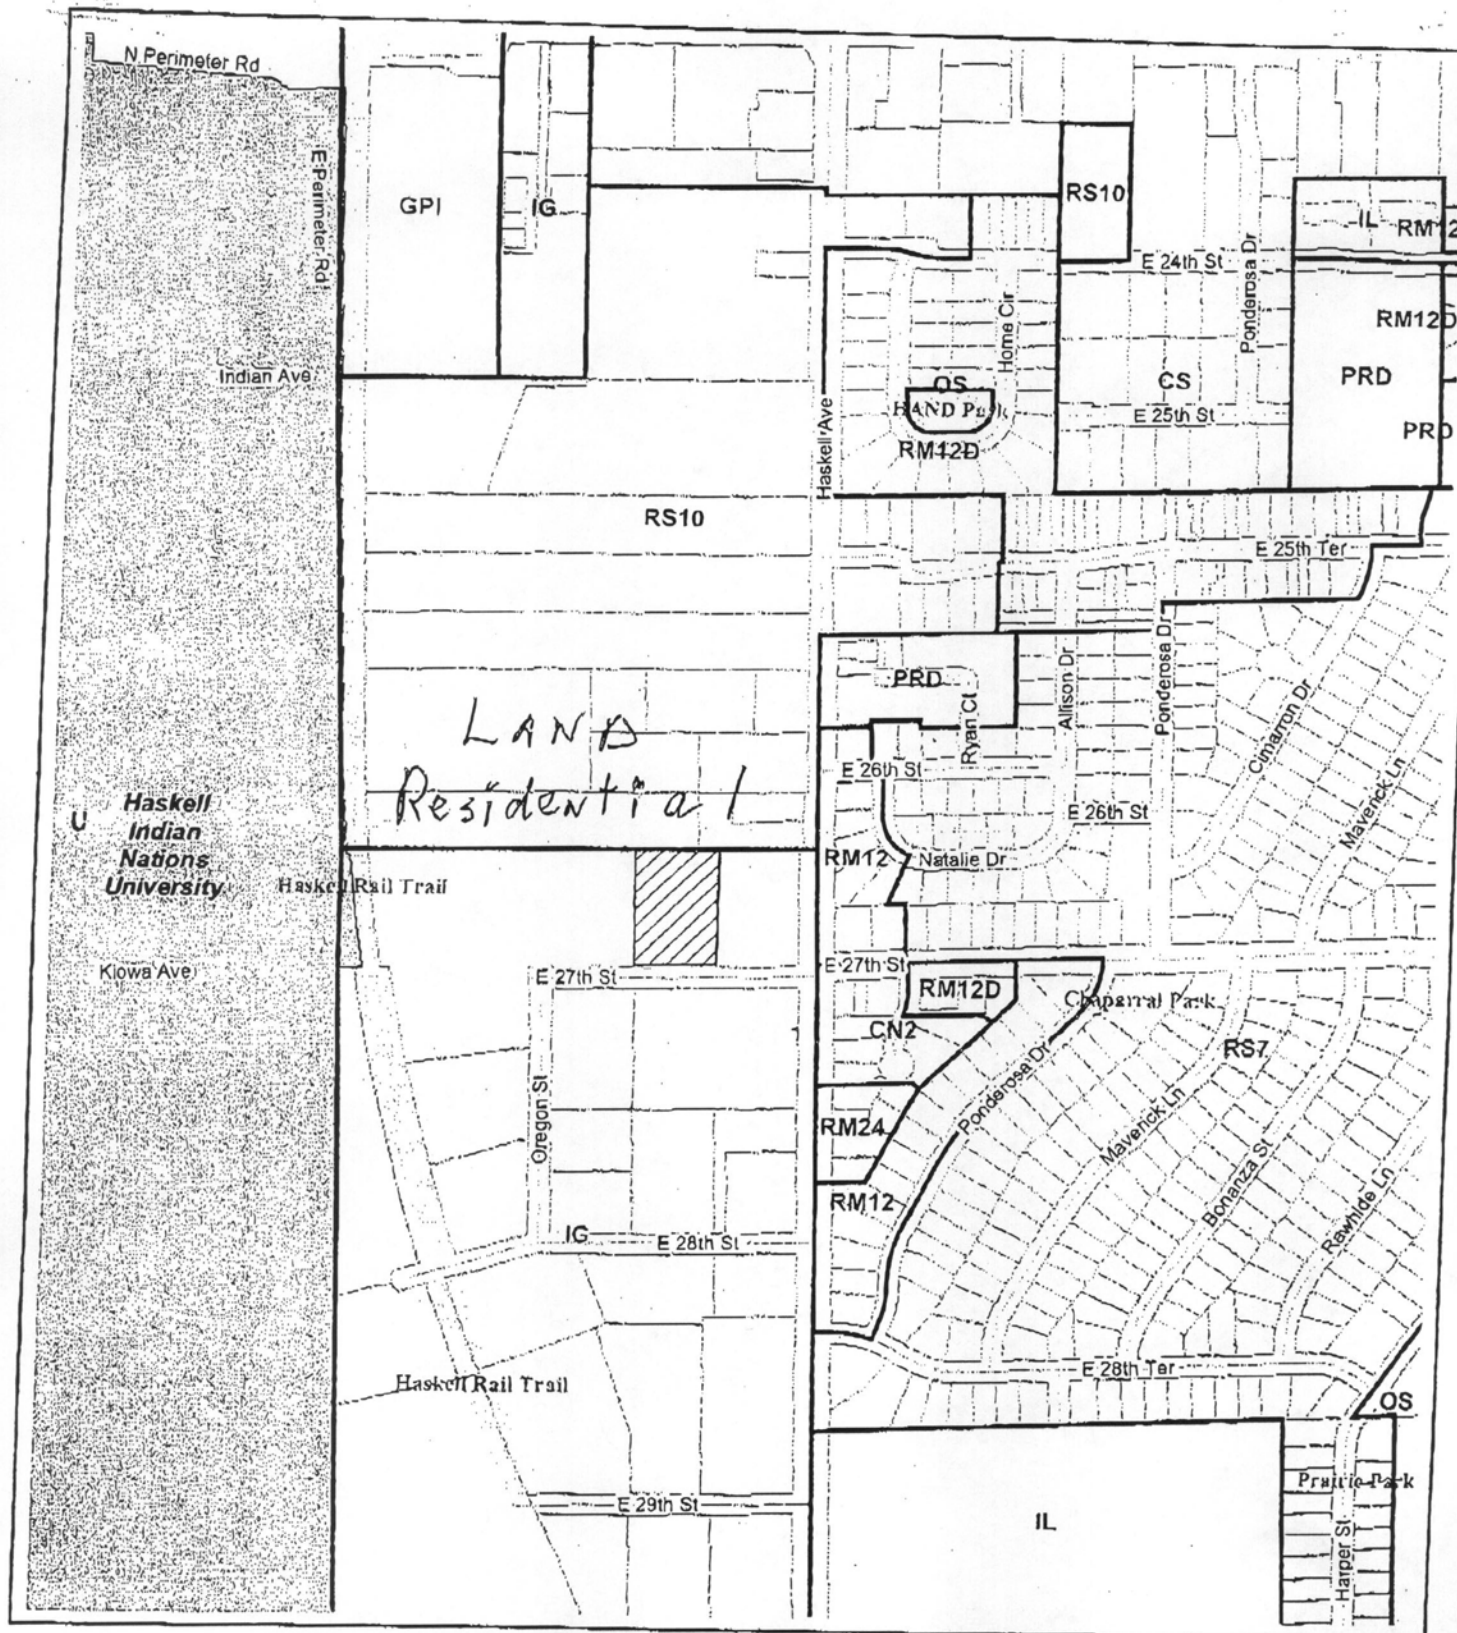 N Perimeter Rd
E Perimeter Rd
GPI
IG
RS10
IL
RM12
E 24th St
Ponderosa Dr
RM12D
Home Cir
Indian Ave
OS
HAND Park
CS
PRD
E 25th St
Haskell Ave
RM12D
PRD
RS10
E 25th Ter
PRD
Ryan Ct
Allison Dr
Ponderosa Dr
Cimarron Dr
LAND
Residential
E 26th St
E 26th St
Maverick Ln
U
Haskell
Indian
Nations
University
RM12
Natalie Dr
Haskell Rail Trail
Kiowa Ave
E 27th St
E 27th St
RM12D
Chaparral Park
CN2
RS7
Oregon St
Ponderosa Dr
Maverick Ln
RM24
Bonanza St
RM12
Rawhide Ln
IG
E 28th St
Haskell Rail Trail
E 28th Ter
OS
Prairie Park
E 29th St
IL
Harper St